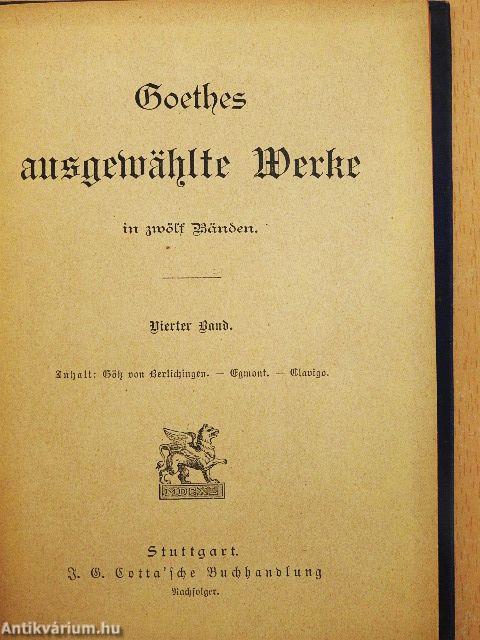 Goethes
ausgewählte Werke
in zwölf Bänden.
Vierter Band.
Inhalt: Götz von Berlichingen. — Egmont. — Clavigo.
Stuttgart.
J. G. Cotta'sche Buchhandlung
Nachfolger.
Antikvárium.hu